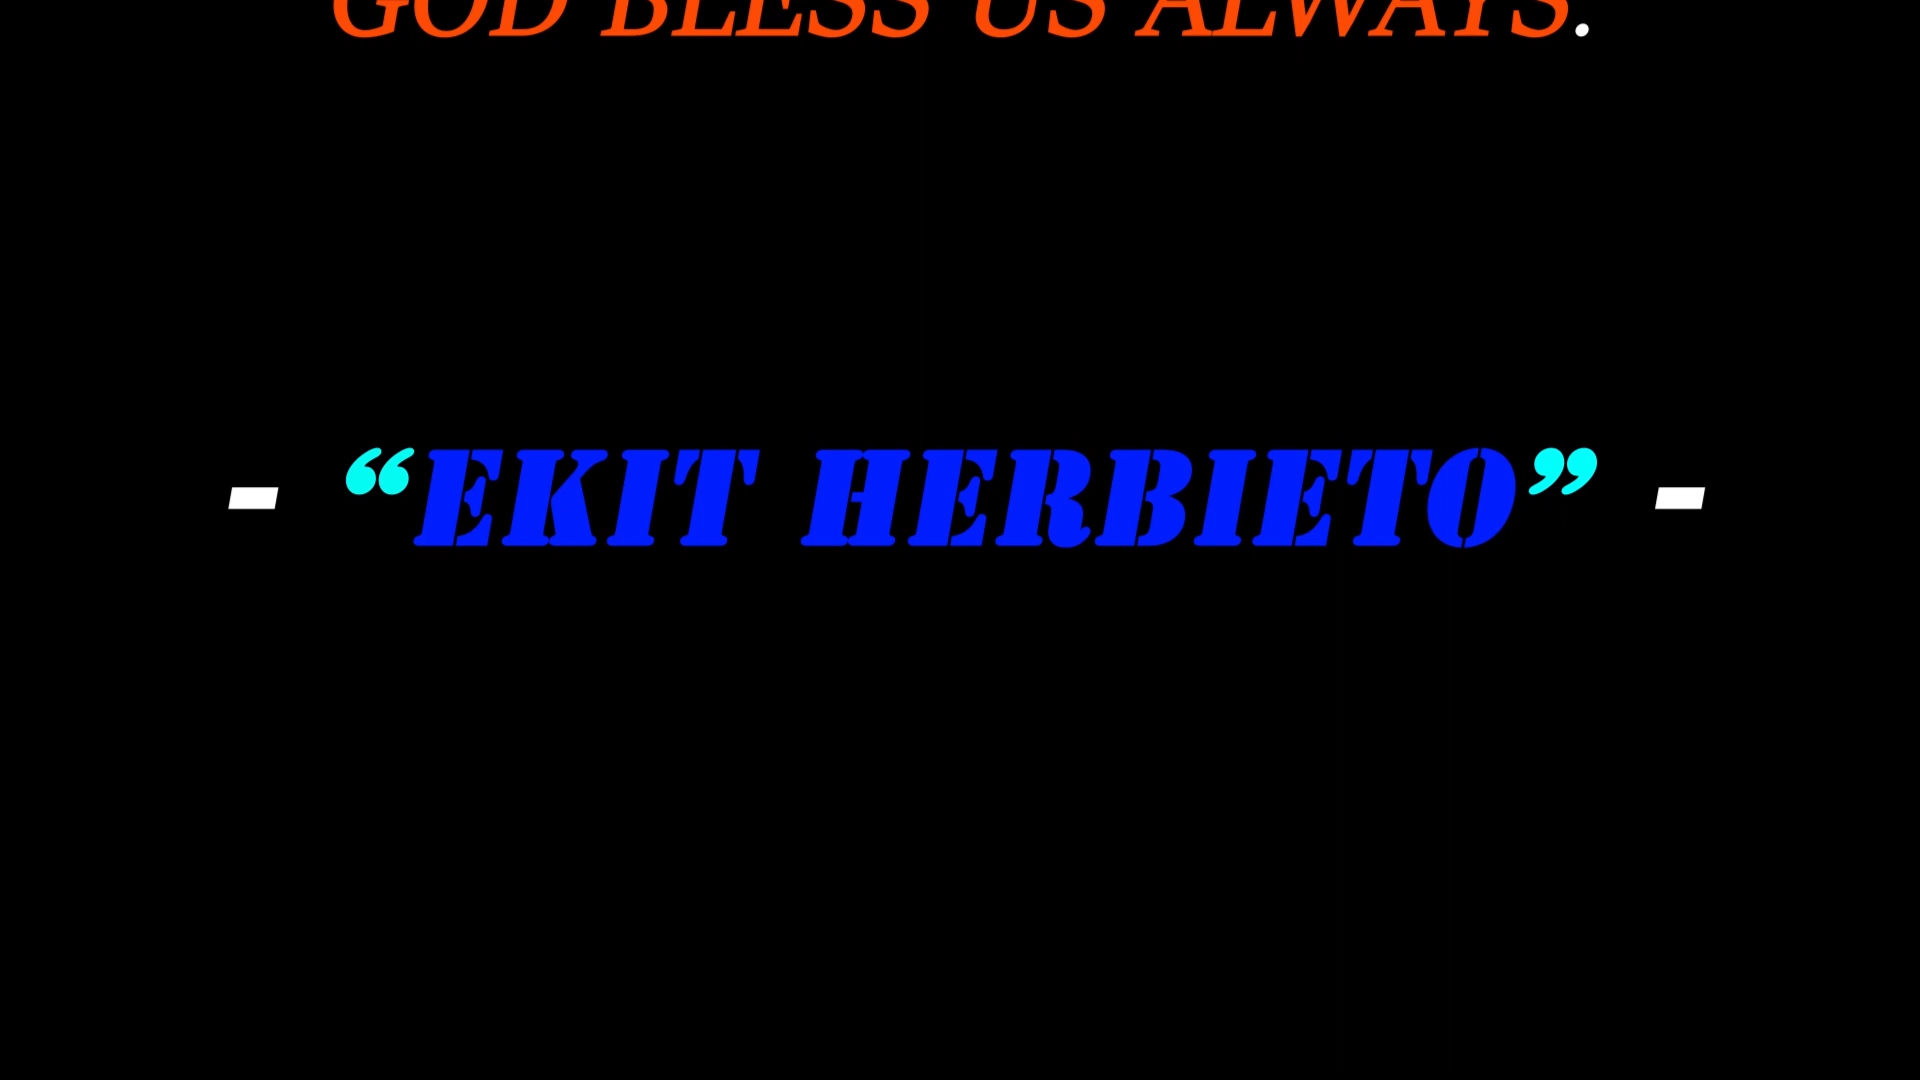 GOD BLESS US ALWAYS.
- “EKIT HERBIETO” -